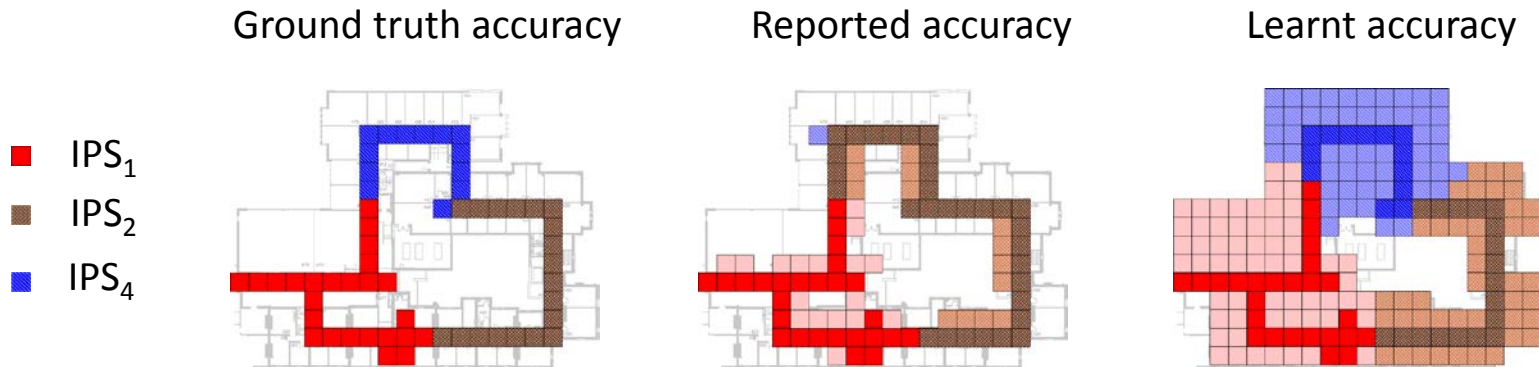 Ground truth accuracy
Reported accuracy
Learnt accuracy
IPS₁
IPS₂
IPS₄